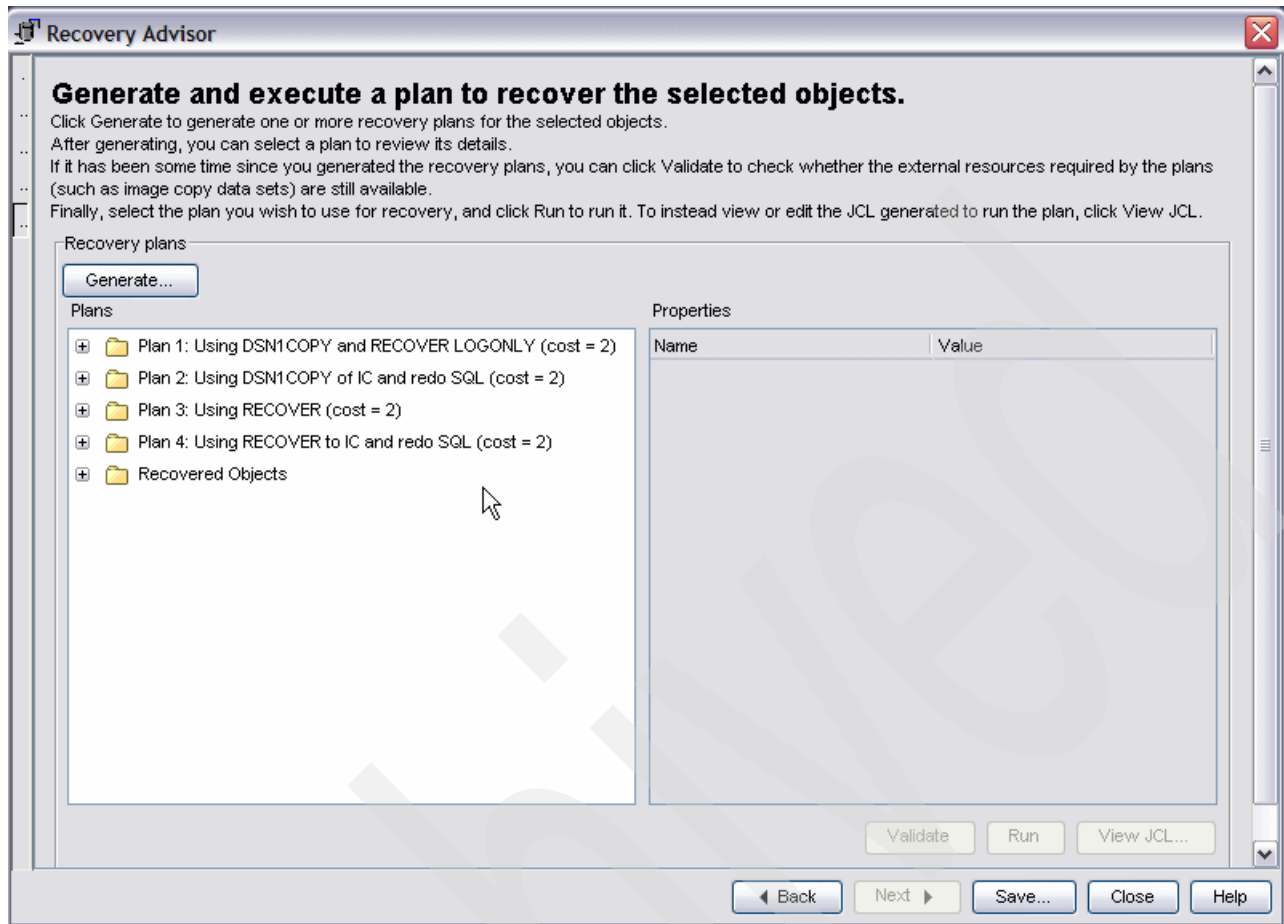 Recovery Advisor
Generate and execute a plan to recover the selected objects.
Click Generate to generate one or more recovery plans for the selected objects.
After generating, you can select a plan to review its details.
If it has been some time since you generated the recovery plans, you can click Validate to check whether the external resources required by the plans
(such as image copy data sets) are still available.
Finally, select the plan you wish to use for recovery, and click Run to run it. To instead view or edit the JCL generated to run the plan, click View JCL.
Recovery plans
Generate...
Plans
Properties
Plan 1: Using DSN1COPY and RECOVER LOGONLY (cost = 2)
Name
Value
Plan 2: Using DSN1COPY of IC and redo SQL (cost = 2)
Plan 3: Using RECOVER (cost = 2)
Plan 4: Using RECOVER to IC and redo SQL (cost = 2)
Recovered Objects
Validate
Run
View JCL...
Back
Next
Save...
Close
Help